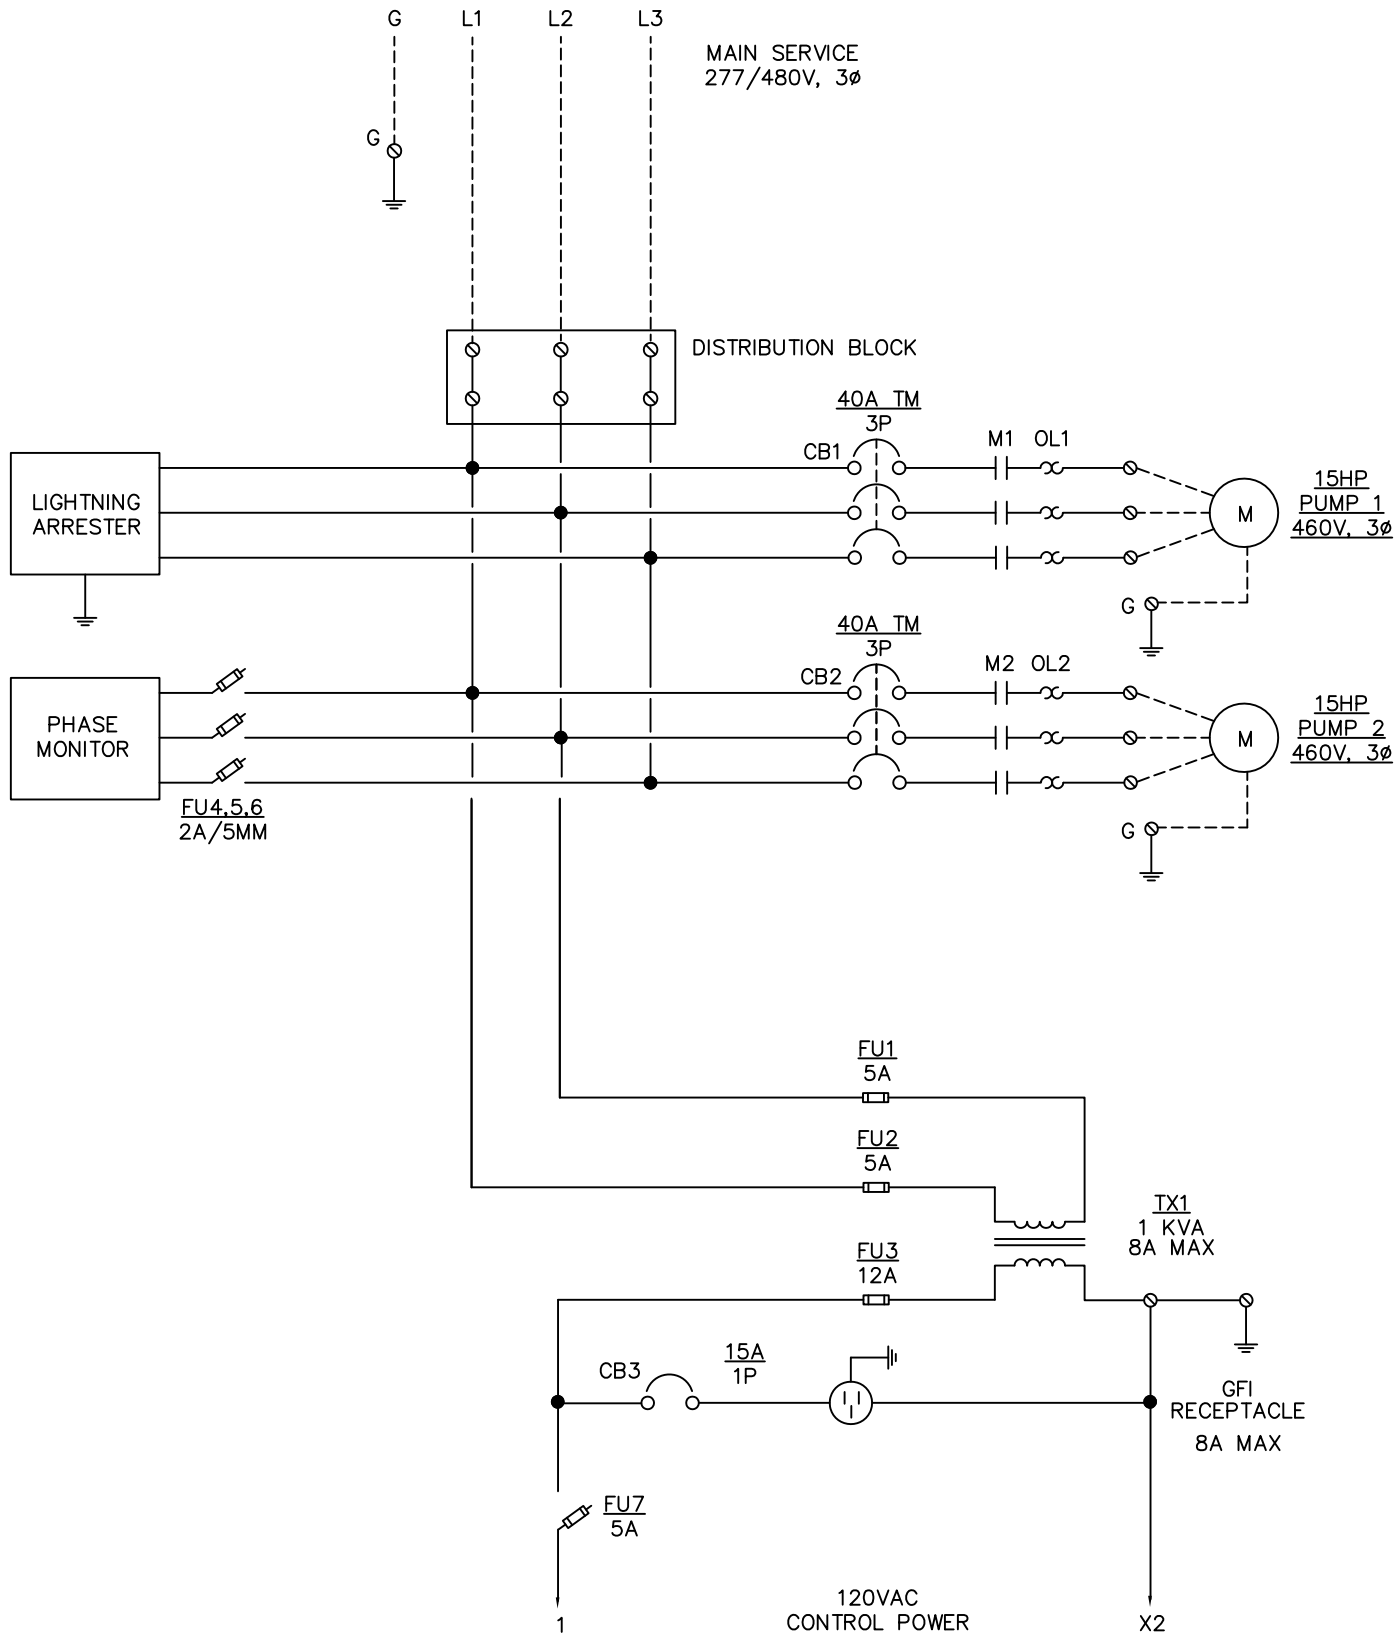 G L1 L2 L3
MAIN SERVICE
277/480V, 3ø
G
DISTRIBUTION BLOCK
40A TM
3P
CB1
M1 OL1
LIGHTNING
ARRESTER
15HP
PUMP 1
460V, 3ø
M
G
40A TM
3P
CB2
M2 OL2
PHASE
MONITOR
15HP
PUMP 2
460V, 3ø
M
FU4,5,6
2A/5MM
G
FU1
5A
FU2
5A
TX1
1 KVA
8A MAX
FU3
12A
CB3
15A
1P
GFI
RECEPTACLE
8A MAX
FU7
5A
120VAC
CONTROL POWER
1
X2